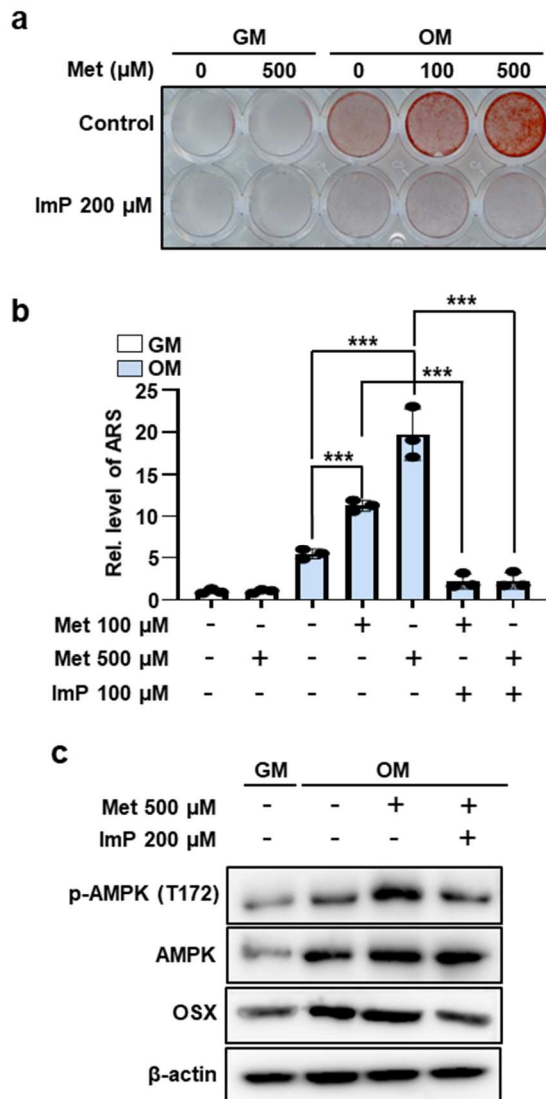 a
GM OM
Met (µM) 0 500 0 100 500
Control
ImP 200 µM
b
GM
OM
*** *** *** ***
Rel. level of ARS
25
20
15
10
5
0
Met 100 µM - - - + - + -
Met 500 µM - + - - + - +
ImP 100 µM - - - - - + +
c
GM OM
Met 500 µM - - + +
ImP 200 µM - - - +
p-AMPK (T172)
AMPK
OSX
β-actin